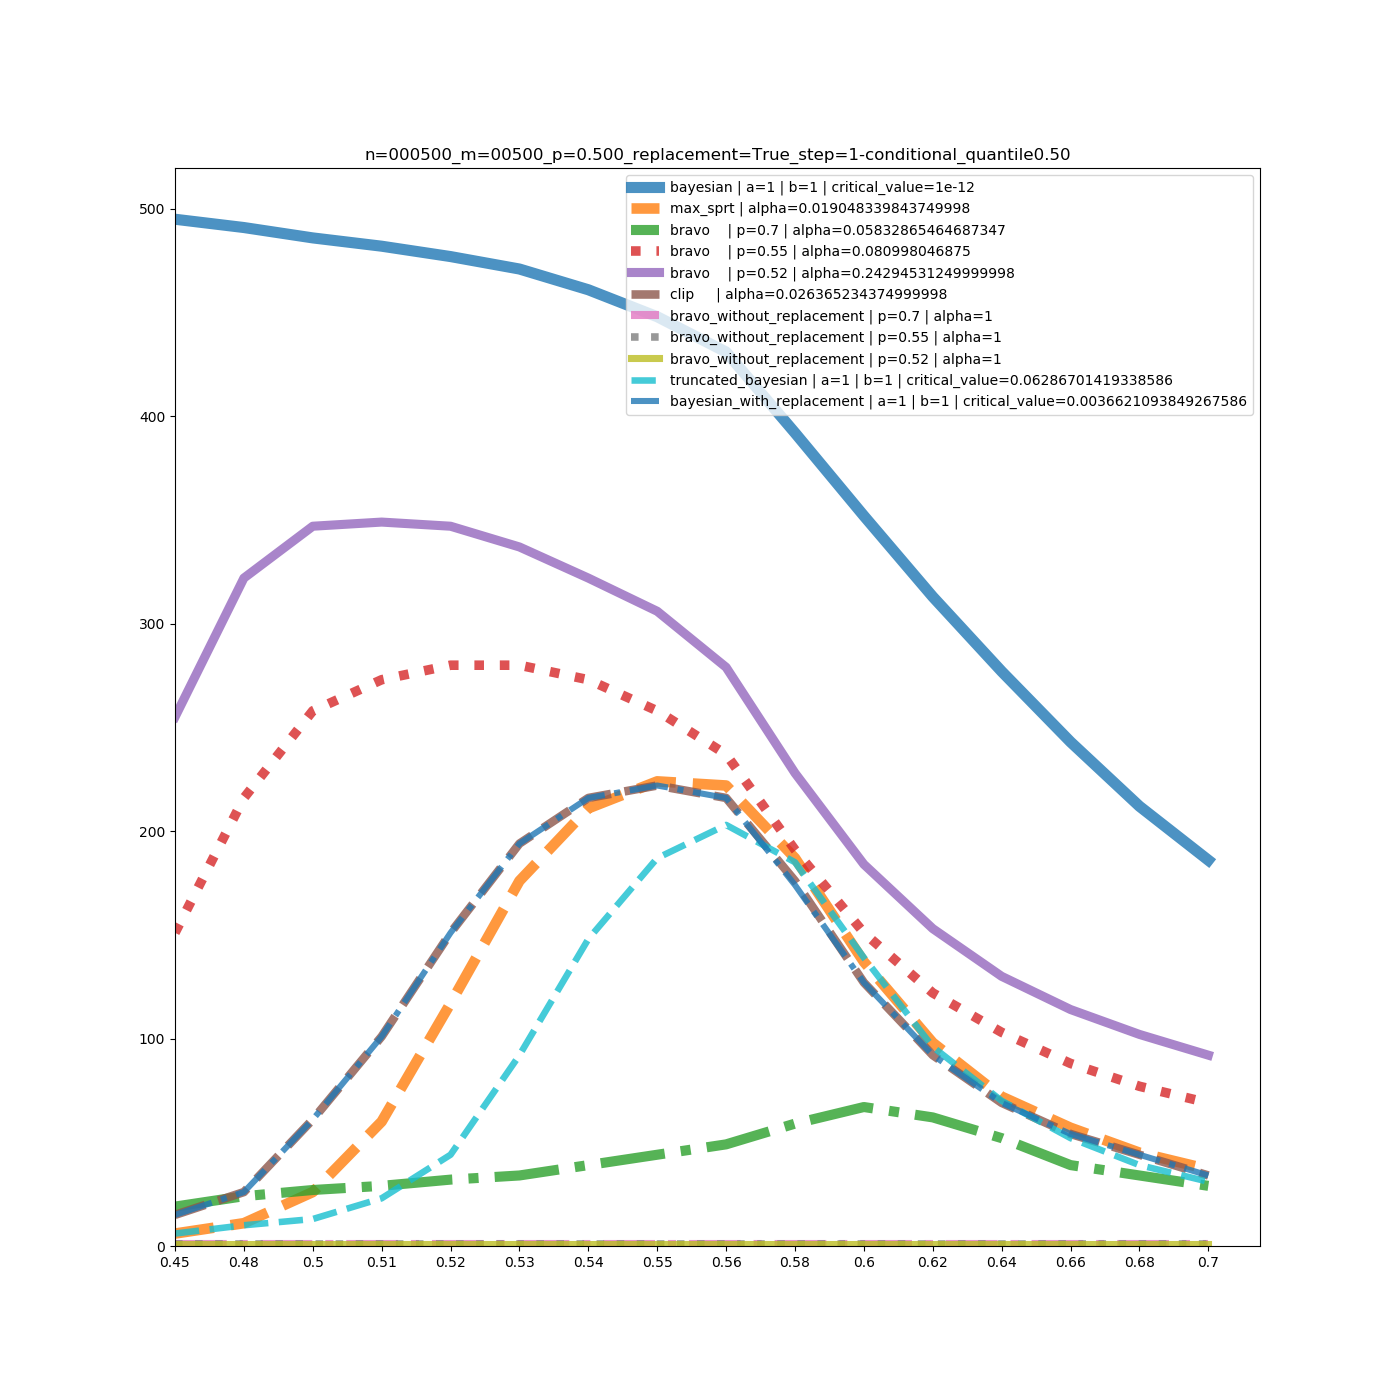 n=000500_m=00500_p=0.500_replacement=True_step=1-conditional_quantile0.50
bayesian | a=1 | b=1 | critical_value=1e-12
max_sprt | alpha=0.019048339843749998
bravo | p=0.7 | alpha=0.05832865464687347
bravo | p=0.55 | alpha=0.080998046875
bravo | p=0.52 | alpha=0.24294531249999998
clip | alpha=0.026365234374999998
bravo_without_replacement | p=0.7 | alpha=1
bravo_without_replacement | p=0.55 | alpha=1
bravo_without_replacement | p=0.52 | alpha=1
truncated_bayesian | a=1 | b=1 | critical_value=0.06286701419338586
bayesian_with_replacement | a=1 | b=1 | critical_value=0.0036621093849267586
500
400
300
200
100
0
0.45 0.48 0.5 0.51 0.52 0.53 0.54 0.55 0.56 0.58 0.6 0.62 0.64 0.66 0.68 0.7